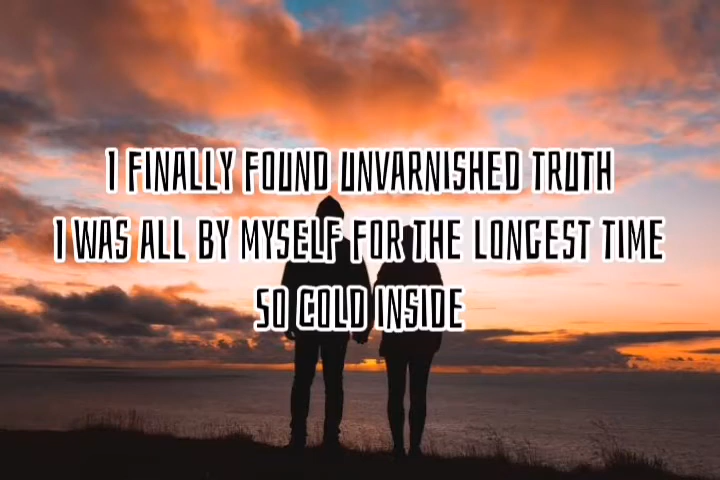 I FINALLY FOUND UNVARNISHED TRUTH
I WAS ALL BY MYSELF FOR THE LONGEST TIME
SO COLD INSIDE